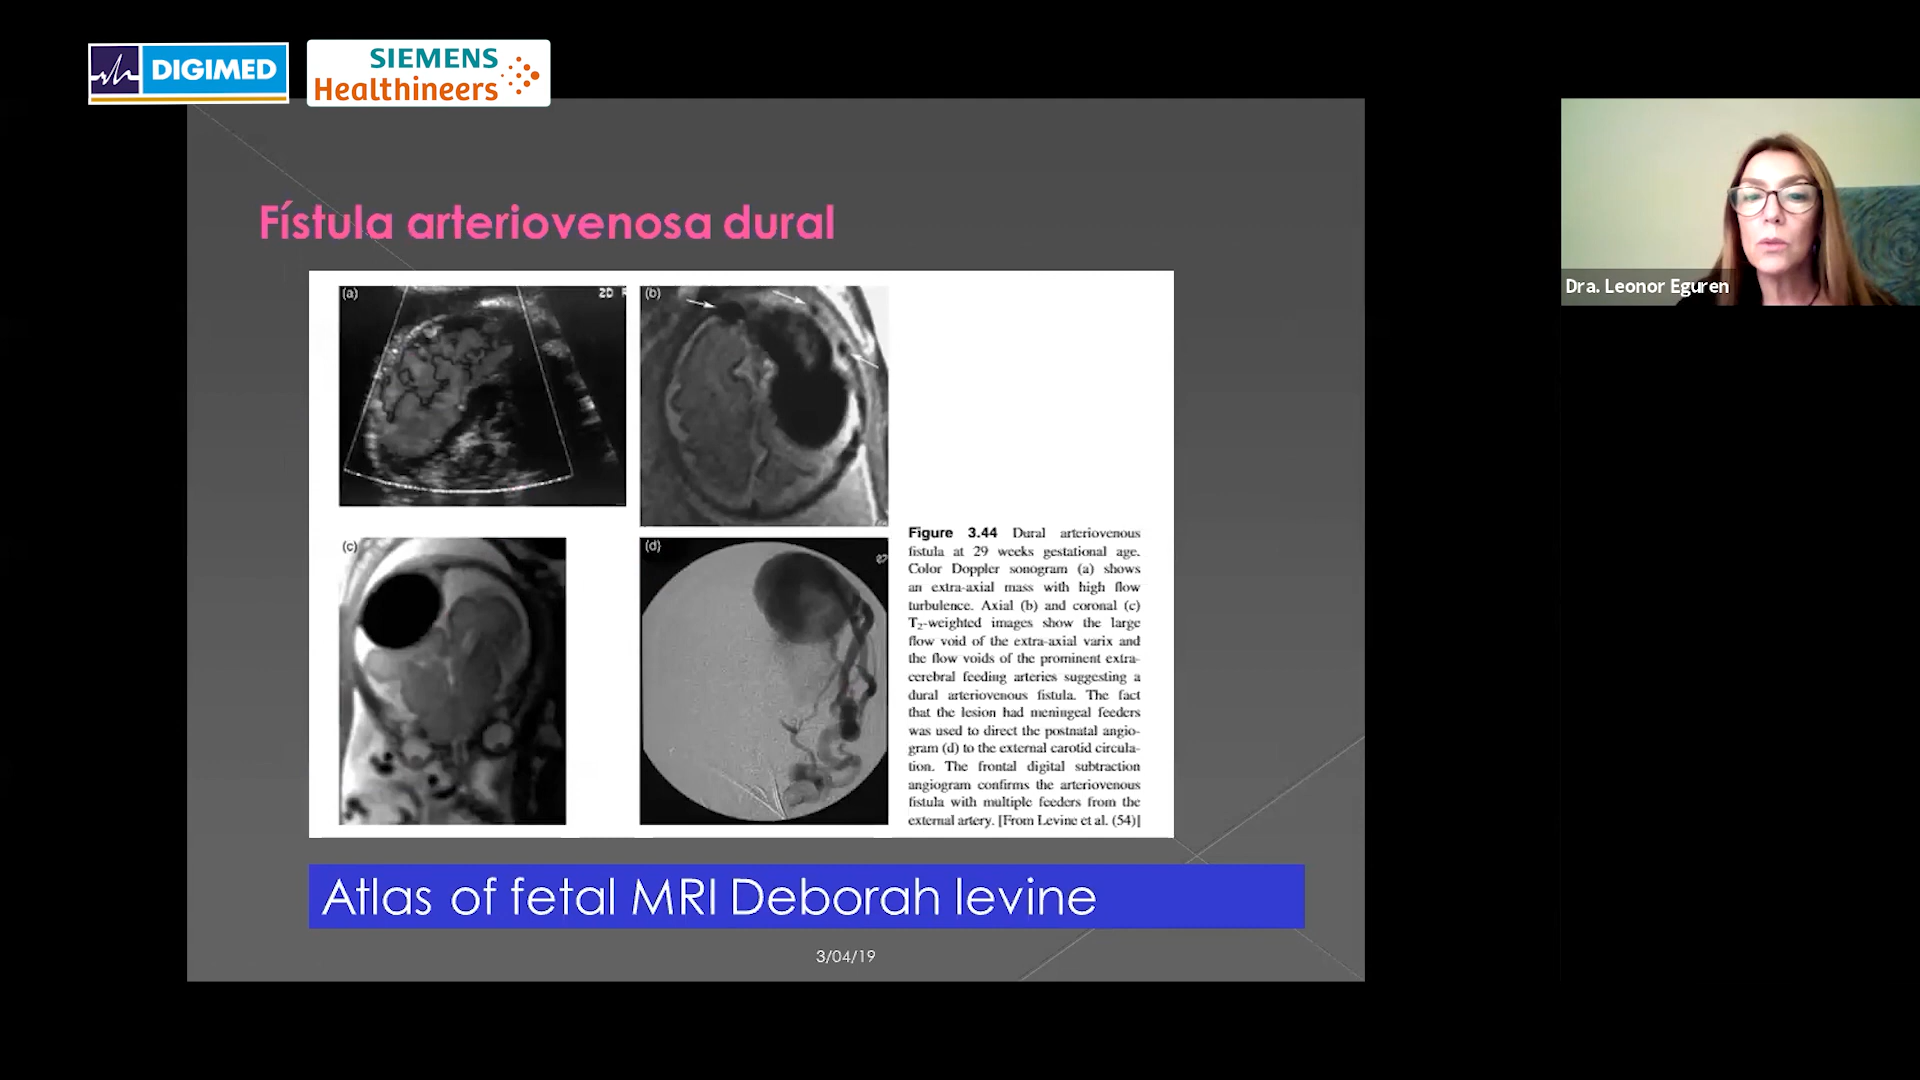 DIGIMED
SIEMENS
Healthineers
Fístula arteriovenosa dural
(a)
2D
(b)
(c)
(d)
Figure 3.44 Dural arteriovenous
fistula at 29 weeks gestational age.
Color Doppler sonogram (a) shows
an extra-axial mass with high flow
turbulence. Axial (b) and coronal (c)
T₂-weighted images show the large
flow void of the extra-axial varix and
the flow voids of the prominent extra-
cerebral feeding arteries suggesting a
dural arteriovenous fistula. The fact
that the lesion had meningeal feeders
was used to direct the postnatal angio-
gram (d) to the external carotid circula-
tion. The frontal digital subtraction
angiogram confirms the arteriovenous
fistula with multiple feeders from the
external artery. [From Levine et al. (54)]
Atlas of fetal MRI Deborah levine
3/04/19
Dra. Leonor Eguren